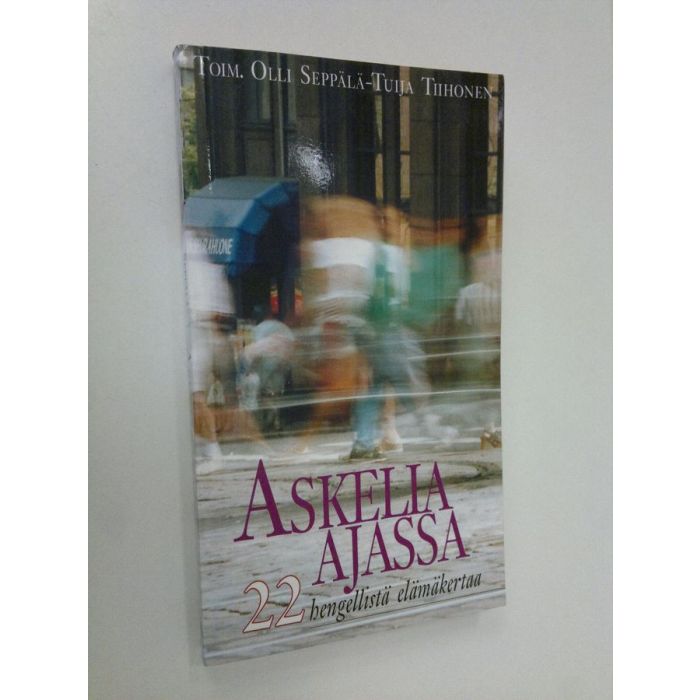 TOIM. OLLI SEPPÄLÄ-TUIJA TIIHONEN
ASKELIA
AJASSA
22 hengellistä elämäkertaa